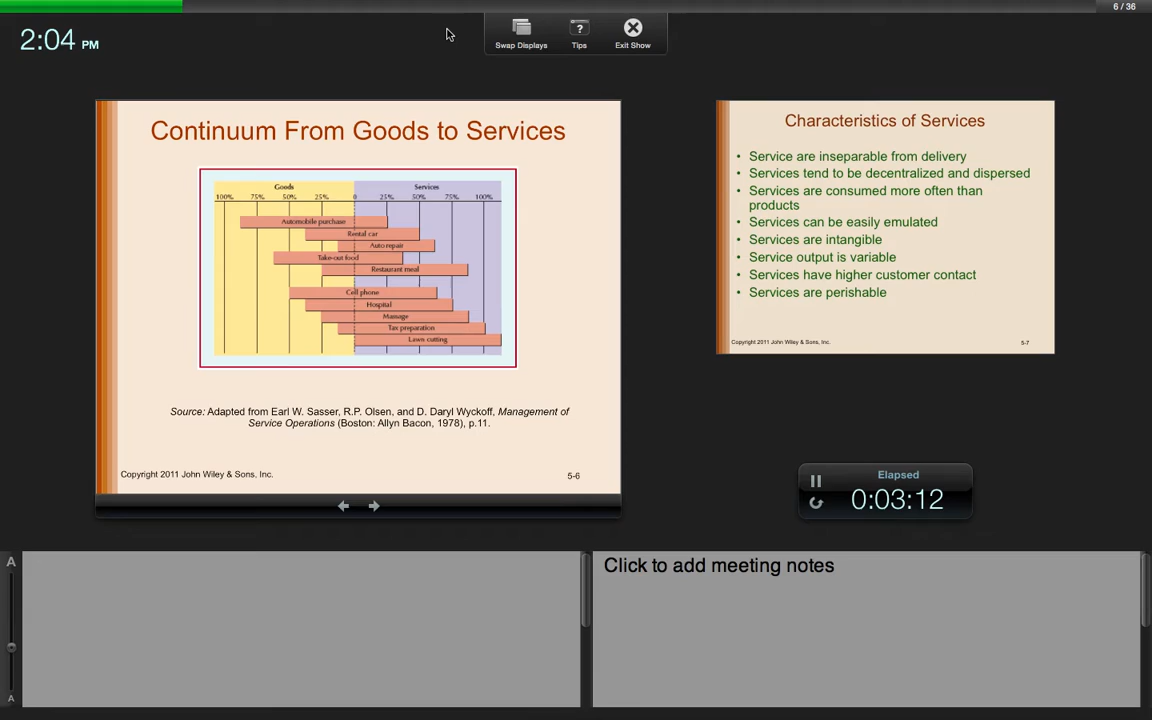 6 / 36
2:04 PM
Swap Displays Tips Exit Show
Continuum From Goods to Services
Goods Services
100% 75% 50% 25% 0 25% 50% 75% 100%
Automobile purchase
Rental car
Auto repair
Take-out food
Restaurant meal
Cell phone
Hospital
Massage
Tax preparation
Lawn cutting
Source: Adapted from Earl W. Sasser, R.P. Olsen, and D. Daryl Wyckoff, Management of
Service Operations (Boston: Allyn Bacon, 1978), p.11.
Copyright 2011 John Wiley & Sons, Inc. 5-6
Characteristics of Services
• Service are inseparable from delivery
• Services tend to be decentralized and dispersed
• Services are consumed more often than
products
• Services can be easily emulated
• Services are intangible
• Service output is variable
• Services have higher customer contact
• Services are perishable
Copyright 2011 John Wiley & Sons, Inc. 5-7
Elapsed
0:03:12
A
A
Click to add meeting notes